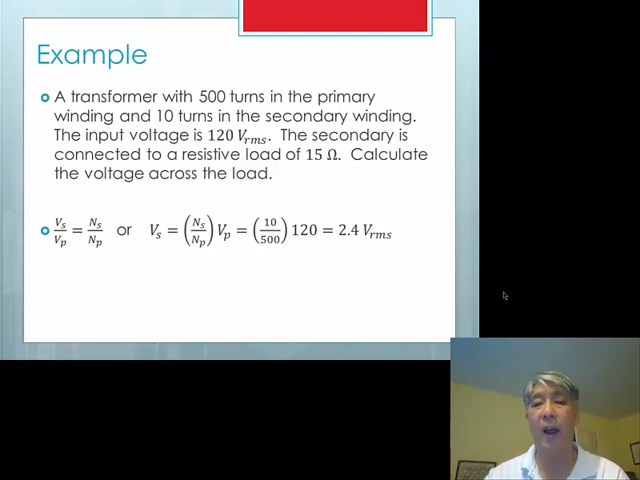 Example
A transformer with 500 turns in the primary
winding and 10 turns in the secondary winding.
The input voltage is 120 V_rms. The secondary is
connected to a resistive load of 15 Ω. Calculate
the voltage across the load.
V_s/V_p = N_s/N_p or V_s = (N_s/N_p) V_p = (10/500) 120 = 2.4 V_rms